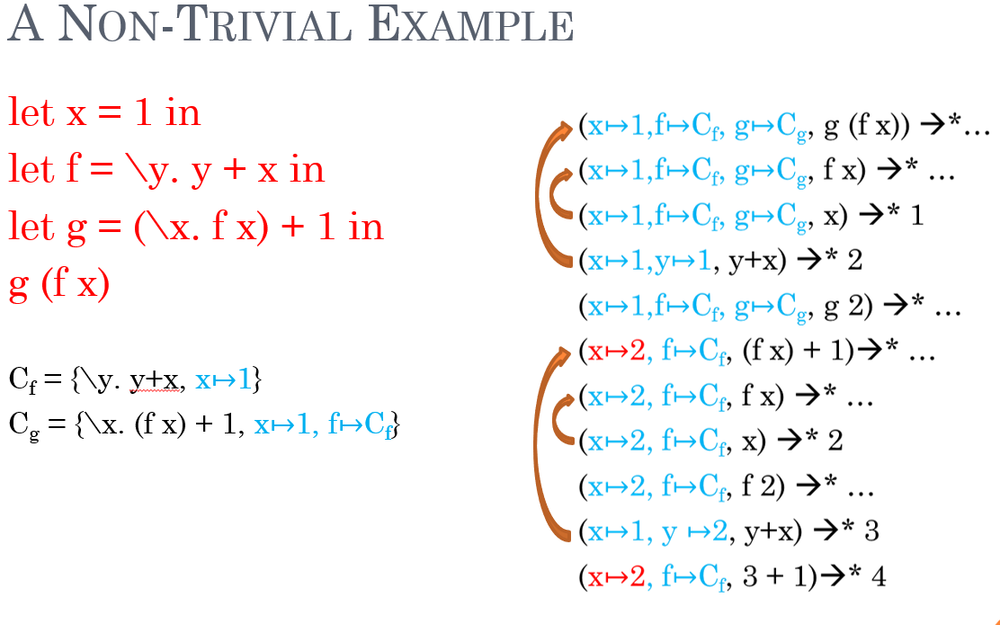 A NON-TRIVIAL EXAMPLE
let x = 1 in
let f = \y. y + x in
let g = (\x. f x) + 1 in
g (f x)
C_f = {\y. y+x, x↦1}
C_g = {\x. (f x) + 1, x↦1, f↦C_f}
(x↦1,f↦C_f, g↦C_g, g (f x)) →*…
(x↦1,f↦C_f, g↦C_g, f x) →* …
(x↦1,f↦C_f, g↦C_g, x) →* 1
(x↦1,y↦1, y+x) →* 2
(x↦1,f↦C_f, g↦C_g, g 2) →* …
(x↦2, f↦C_f, (f x) + 1)→* …
(x↦2, f↦C_f, f x) →* …
(x↦2, f↦C_f, x) →* 2
(x↦2, f↦C_f, f 2) →* …
(x↦1, y ↦2, y+x) →* 3
(x↦2, f↦C_f, 3 + 1)→* 4